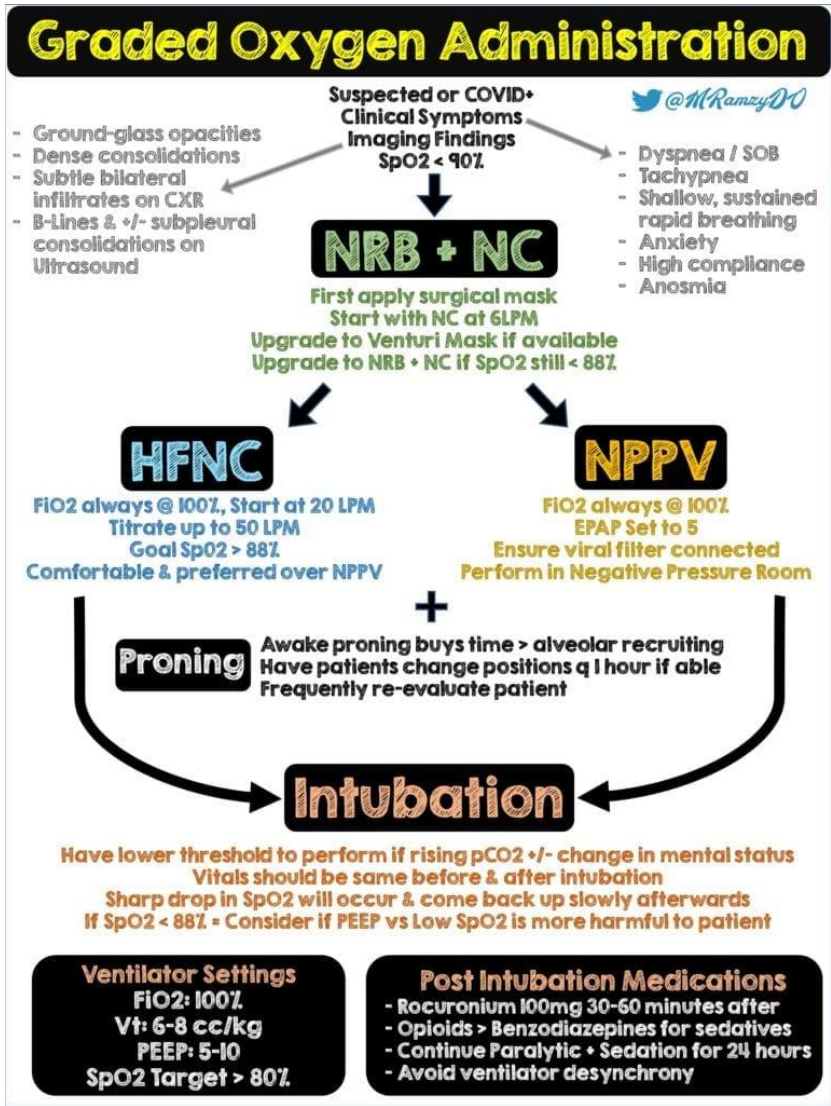 Graded Oxygen Administration
@MRamzyDO
Suspected or COVID+
Clinical Symptoms
Imaging Findings
SpO2 < 90%
- Ground-glass opacities
- Dense consolidations
- Subtle bilateral
infiltrates on CXR
- B-Lines & +/- subpleural
consolidations on
Ultrasound
- Dyspnea / SOB
- Tachypnea
- Shallow, sustained
rapid breathing
- Anxiety
- High compliance
- Anosmia
NRB + NC
First apply surgical mask
Start with NC at 6LPM
Upgrade to Venturi Mask if available
Upgrade to NRB + NC if SpO2 still < 88%
HFNC
FiO2 always @ 100%, Start at 20 LPM
Titrate up to 50 LPM
Goal SpO2 > 88%
Comfortable & preferred over NPPV
NPPV
FiO2 always @ 100%
EPAP Set to 5
Ensure viral filter connected
Perform in Negative Pressure Room
+
Proning
Awake proning buys time > alveolar recruiting
Have patients change positions q 1 hour if able
Frequently re-evaluate patient
Intubation
Have lower threshold to perform if rising pCO2 +/- change in mental status
Vitals should be same before & after intubation
Sharp drop in SpO2 will occur & come back up slowly afterwards
If SpO2 < 88% = Consider if PEEP vs Low SpO2 is more harmful to patient
Ventilator Settings
FiO2: 100%
Vt: 6-8 cc/kg
PEEP: 5-10
SpO2 Target > 80%
Post Intubation Medications
- Rocuronium 100mg 30-60 minutes after
- Opioids > Benzodiazepines for sedatives
- Continue Paralytic + Sedation for 24 hours
- Avoid ventilator desynchrony